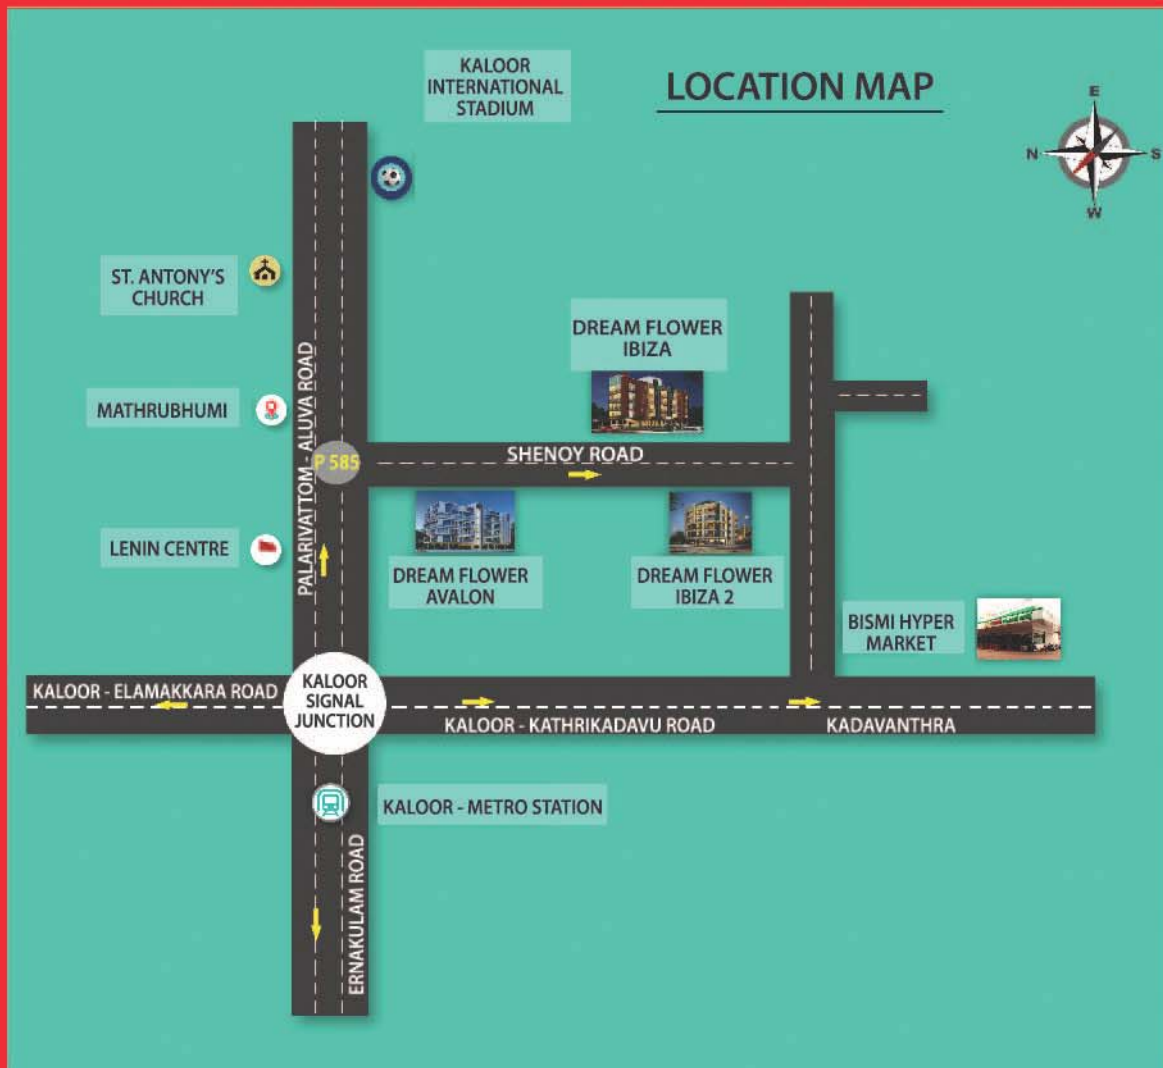 KALOOR
INTERNATIONAL
STADIUM
LOCATION MAP
E
N
S
W
ST. ANTONY'S
CHURCH
DREAM FLOWER
IBIZA
MATHRUBHUMI
PALARIVATTOM - ALUVA ROAD
P 585
SHENOY ROAD
LENIN CENTRE
DREAM FLOWER
AVALON
DREAM FLOWER
IBIZA 2
BISMI HYPER
MARKET
KALOOR - ELAMAKKARA ROAD
KALOOR
SIGNAL
JUNCTION
KALOOR - KATHRIKADAVU ROAD
KADAVANTHRA
KALOOR - METRO STATION
ERNAKULAM ROAD